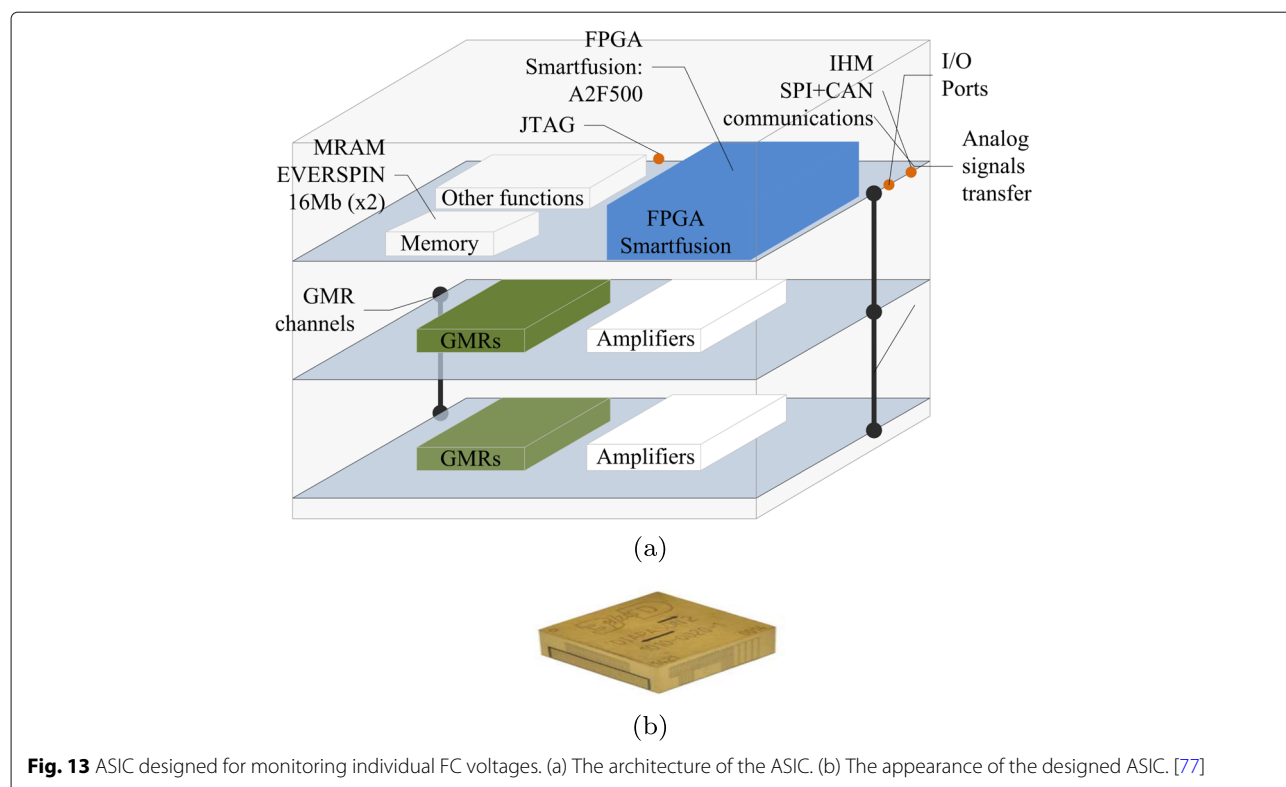 FPGA
Smartfusion:
A2F500
IHM
SPI+CAN
communications
I/O
Ports
JTAG
MRAM
EVERSPIN
16Mb (x2)
Analog
signals
transfer
Other functions
Memory
FPGA
Smartfusion
GMR
channels
GMRs
Amplifiers
GMRs
Amplifiers
(a)
(b)
Fig. 13 ASIC designed for monitoring individual FC voltages. (a) The architecture of the ASIC. (b) The appearance of the designed ASIC. [77]